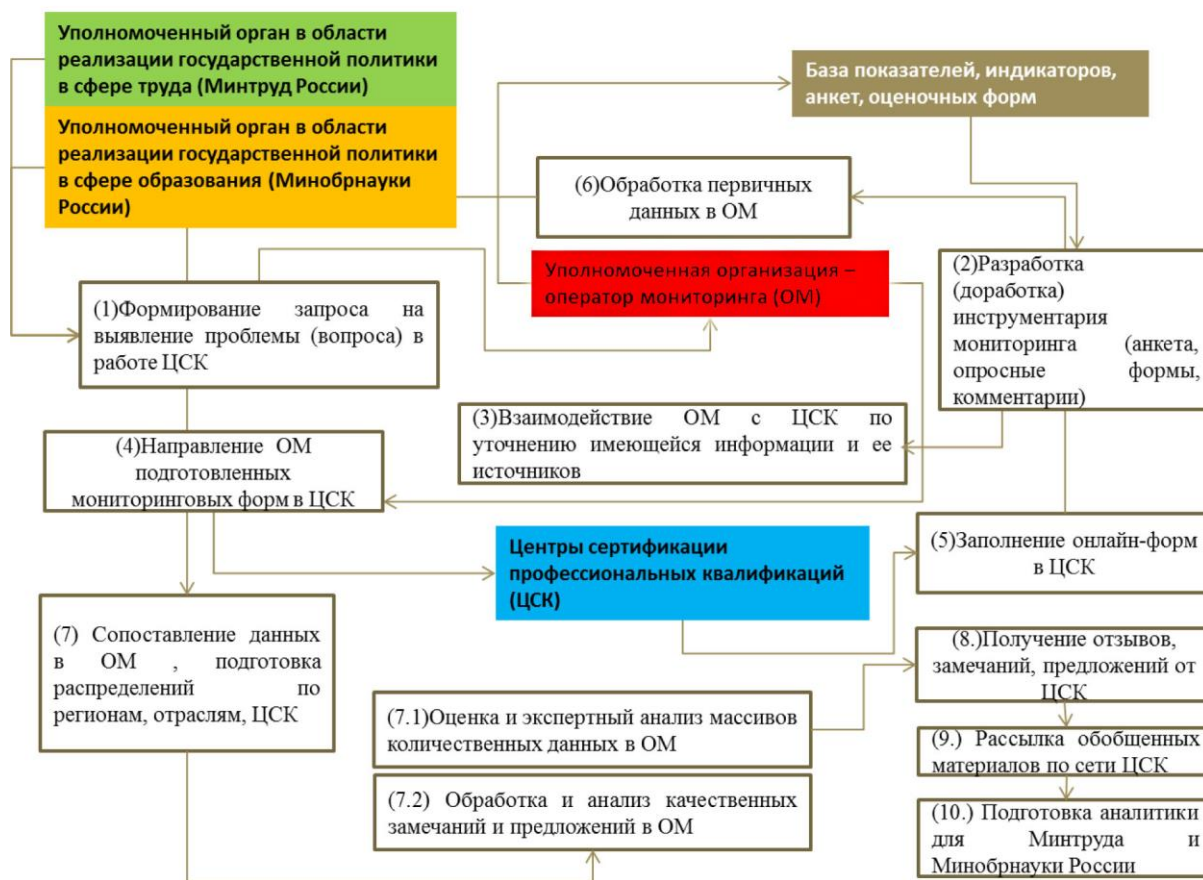 Уполномоченный орган в области
реализации государственной политики
в сфере труда (Минтруд России)
Уполномоченный орган в области
реализации государственной политики
в сфере образования (Минобрнауки
России)
База показателей, индикаторов,
анкет, оценочных форм
(6)Обработка первичных
данных в ОМ
Уполномоченная организация –
оператор мониторинга (ОМ)
(1)Формирование запроса на
выявление проблемы (вопроса) в
работе ЦСК
(2)Разработка
(доработка)
инструментария
мониторинга (анкета,
опросные формы,
комментарии)
(3)Взаимодействие ОМ с ЦСК по
уточнению имеющейся информации и ее
источников
(4)Направление ОМ
подготовленных
мониторинговых форм в ЦСК
Центры сертификации
профессиональных квалификаций
(ЦСК)
(5)Заполнение онлайн-форм
в ЦСК
(7) Сопоставление данных
в ОМ , подготовка
распределений по
регионам, отраслям, ЦСК
(7.1)Оценка и экспертный анализ массивов
количественных данных в ОМ
(7.2) Обработка и анализ качественных
замечаний и предложений в ОМ
(8.)Получение отзывов,
замечаний, предложений от
ЦСК
(9.) Рассылка обобщенных
материалов по сети ЦСК
(10.) Подготовка аналитики
для Минтруда и
Минобрнауки России